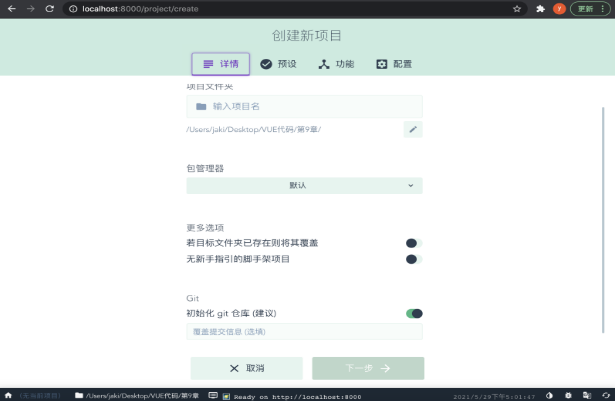 localhost:8000/project/create
更新
创建新项目
详情 预设 功能 配置
项目文件夹
输入项目名
/Users/jaki/Desktop/VUE代码/第9章/
包管理器
默认
更多选项
若目标文件夹已存在则将其覆盖
无新手指引的脚手架项目
Git
初始化 git 仓库 (建议)
覆盖提交信息 (选填)
取消 下一步
/Users/jaki/Desktop/VUE代码/第9章 Ready on http://localhost:8000 2021/5/29下午5:01:47